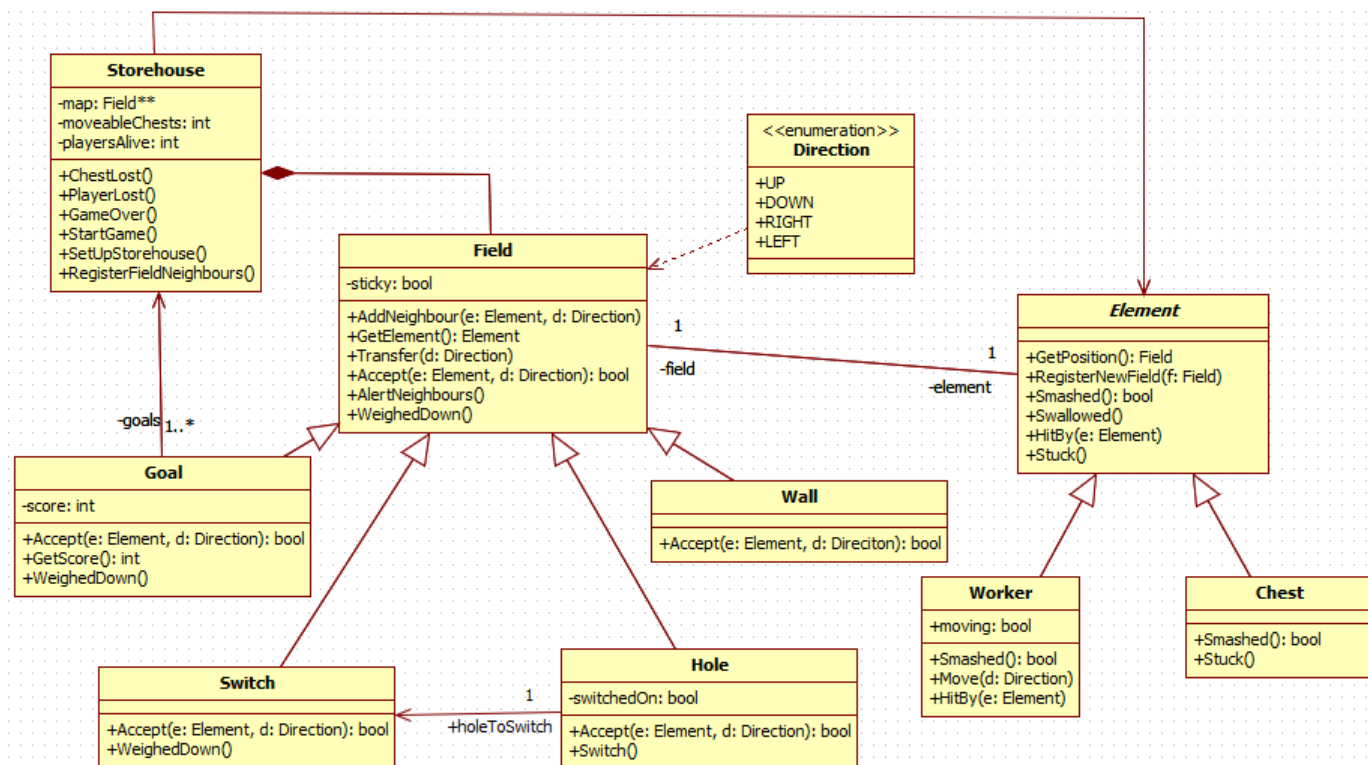 Storehouse
-map: Field**
-moveableChests: int
-playersAlive: int
+ChestLost()
+PlayerLost()
+GameOver()
+StartGame()
+SetUpStorehouse()
+RegisterFieldNeighbours()
<<enumeration>>
Direction
+UP
+DOWN
+RIGHT
+LEFT
Field
-sticky: bool
+AddNeighbour(e: Element, d: Direction)
+GetElement(): Element
+Transfer(d: Direction)
+Accept(e: Element, d: Direction): bool
+AlertNeighbours()
+WeighedDown()
1
-field
1
-element
Element
+GetPosition(): Field
+RegisterNewField(f: Field)
+Smashed(): bool
+Swallowed()
+HitBy(e: Element)
+Stuck()
-goals
1..*
Goal
-score: int
+Accept(e: Element, d: Direction): bool
+GetScore(): int
+WeighedDown()
Wall
+Accept(e: Element, d: Direciton): bool
Worker
+moving: bool
+Smashed(): bool
+Move(d: Direction)
+HitBy(e: Element)
Chest
+Smashed(): bool
+Stuck()
Switch
+Accept(e: Element, d: Direction): bool
+WeighedDown()
1
+holeToSwitch
Hole
-switchedOn: bool
+Accept(e: Element, d: Direction): bool
+Switch()